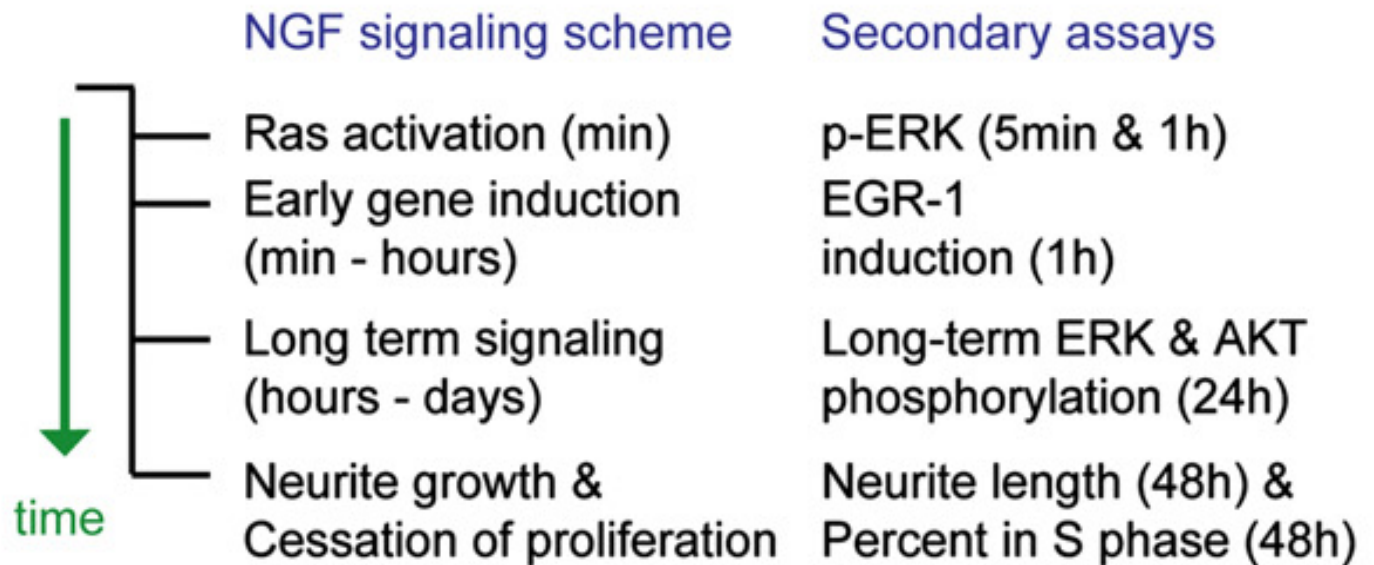 NGF signaling scheme
Secondary assays
Ras activation (min)
p-ERK (5min & 1h)
Early gene induction
(min - hours)
EGR-1
induction (1h)
Long term signaling
(hours - days)
Long-term ERK & AKT
phosphorylation (24h)
Neurite growth &
Cessation of proliferation
Neurite length (48h) &
Percent in S phase (48h)
time